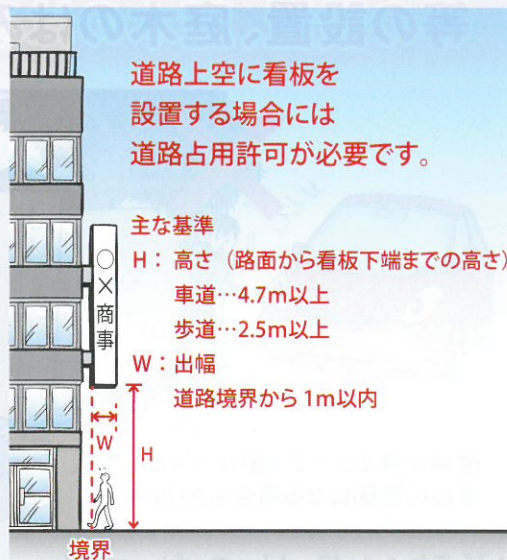 道路上空に看板を
設置する場合には
道路占用許可が必要です。
主な基準
H：高さ（路面から看板下端までの高さ）
車道…4.7m以上
歩道…2.5m以上
W：出幅
道路境界から1m以内
○×商事
W
H
境界